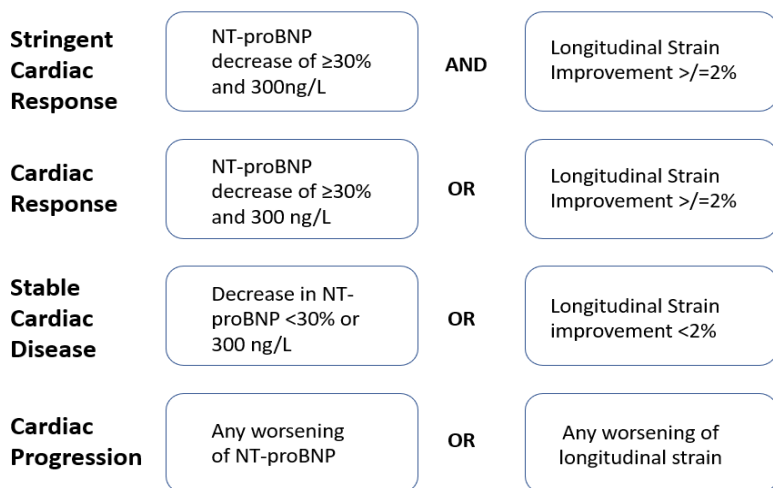 Stringent
Cardiac
Response
NT-proBNP
decrease of ≥30%
and 300ng/L
AND
Longitudinal Strain
Improvement >/=2%
Cardiac
Response
NT-proBNP
decrease of ≥30%
and 300 ng/L
OR
Longitudinal Strain
Improvement >/=2%
Stable
Cardiac
Disease
Decrease in NT-
proBNP <30% or
300 ng/L
OR
Longitudinal Strain
improvement <2%
Cardiac
Progression
Any worsening
of NT-proBNP
OR
Any worsening of
longitudinal strain